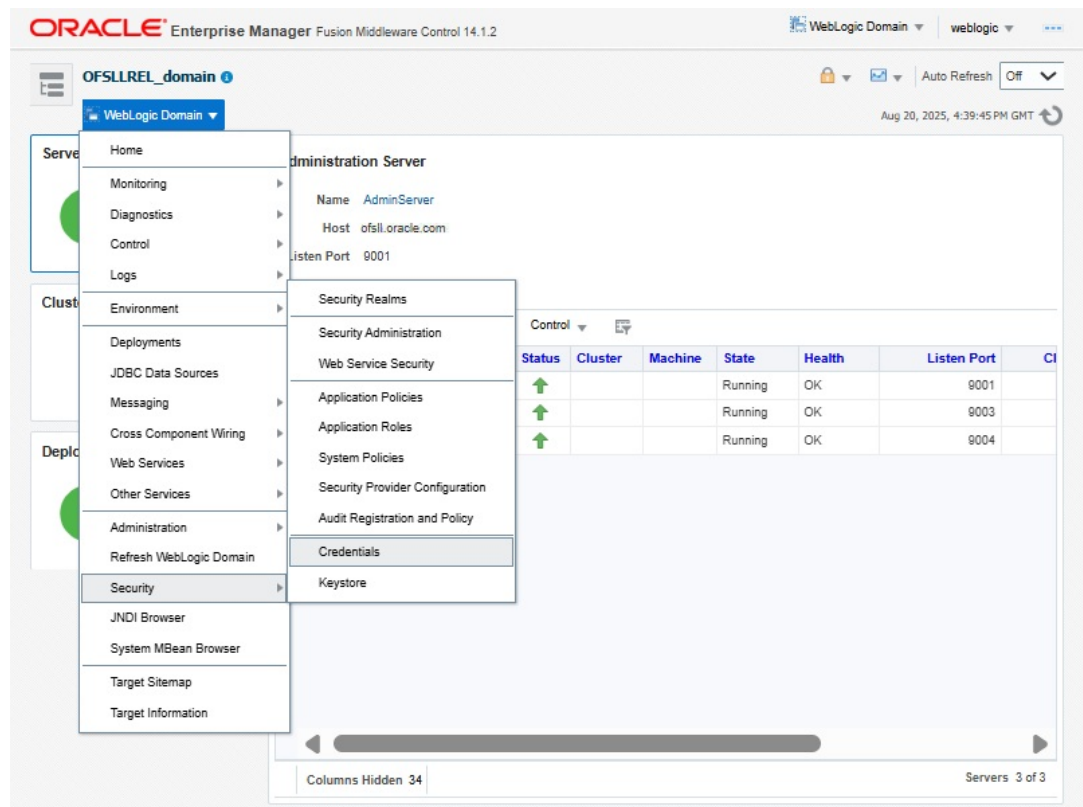 ORACLE Enterprise Manager Fusion Middleware Control 14.1.2
WebLogic Domain weblogic
OFSLLREL_domain
Auto Refresh Off
WebLogic Domain
Aug 20, 2025, 4:39:45 PM GMT
Home
Monitoring
Diagnostics
Control
Logs
Environment
Deployments
JDBC Data Sources
Messaging
Cross Component Wiring
Web Services
Other Services
Administration
Refresh WebLogic Domain
Security
JNDI Browser
System MBean Browser
Target Sitemap
Target Information
Security Realms
Security Administration
Web Service Security
Application Policies
Application Roles
System Policies
Security Provider Configuration
Audit Registration and Policy
Credentials
Keystore
Serve
Clust
Deplo
dministration Server
Name AdminServer
Host ofsll.oracle.com
Listen Port 9001
Control
Status Cluster Machine State Health Listen Port
Running OK 9001
Running OK 9003
Running OK 9004
Columns Hidden 34
Servers 3 of 3